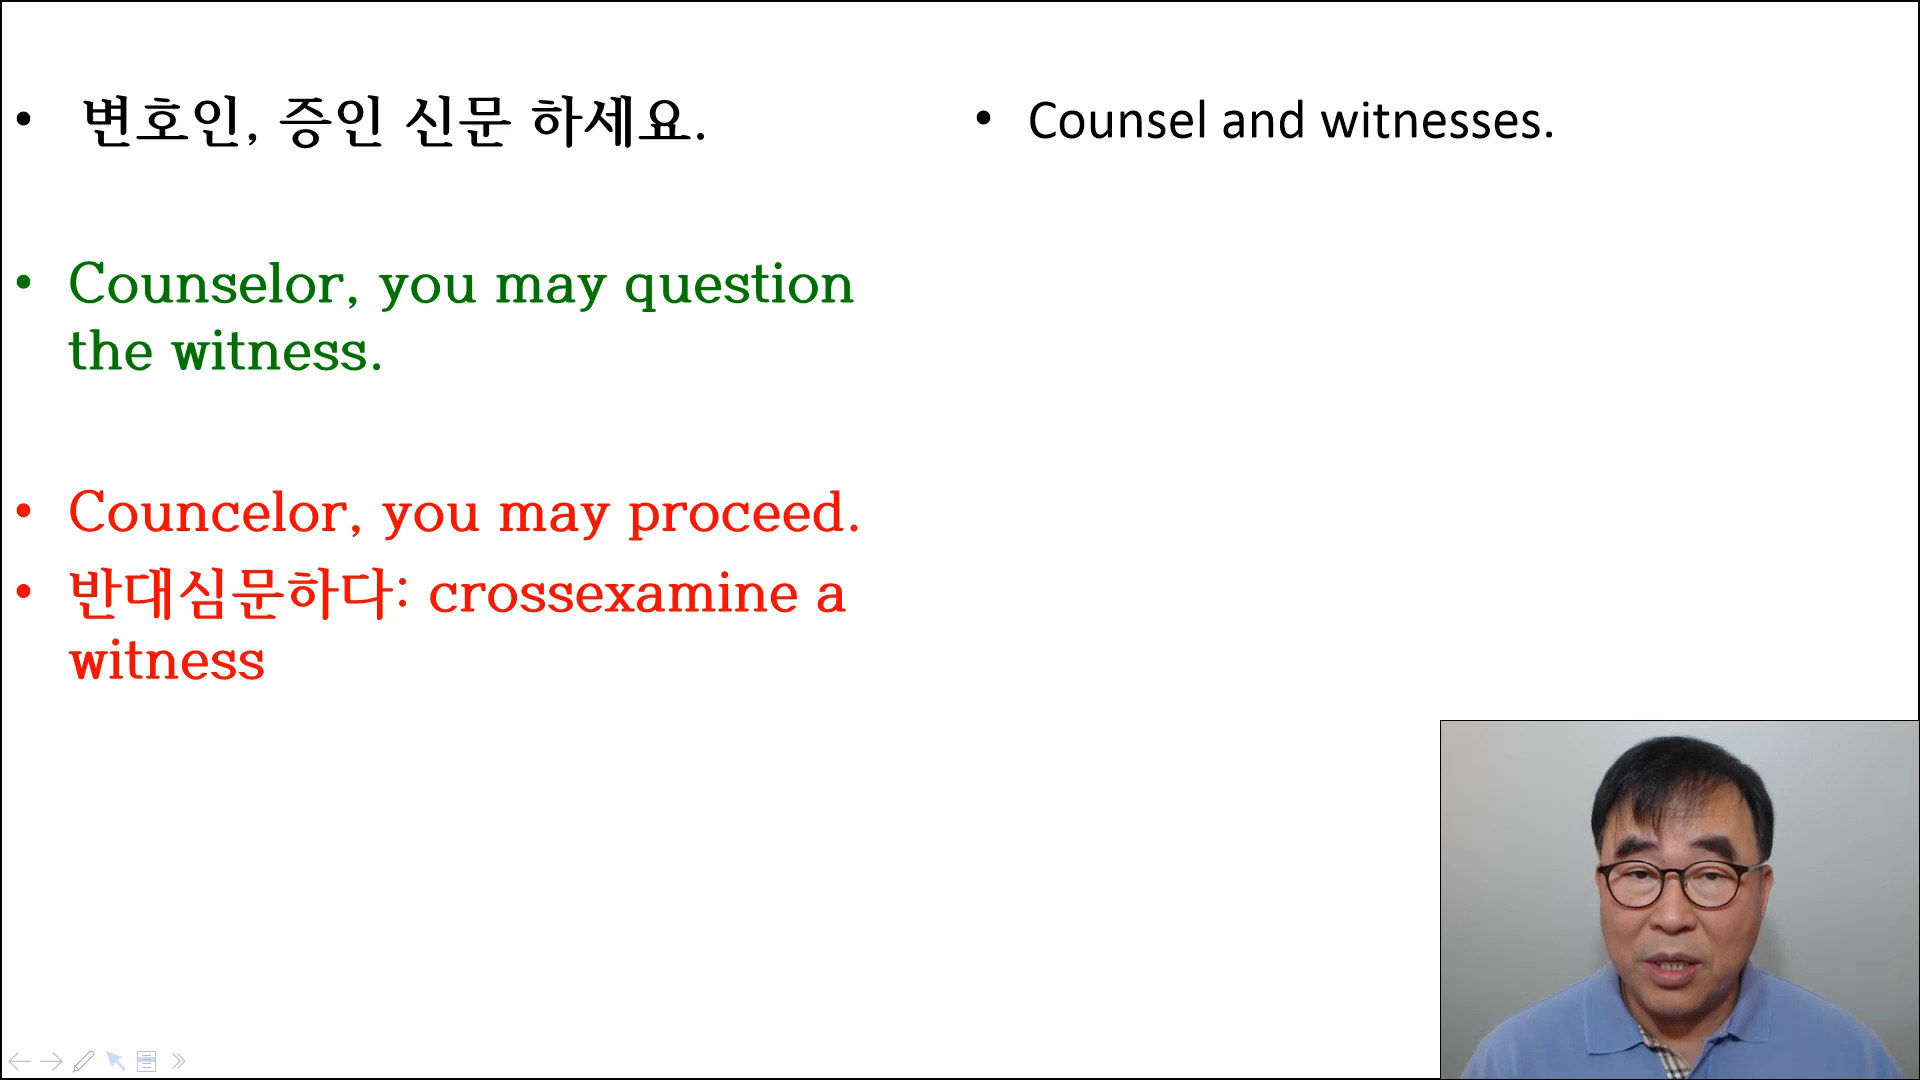 • 변호인, 증인 신문 하세요.
• Counselor, you may question
the witness.
• Councelor, you may proceed.
• 반대심문하다: crossexamine a
witness
• Counsel and witnesses.